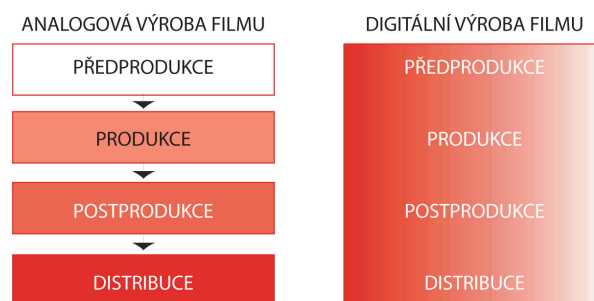 ANALOGOVÁ VÝROBA FILMU
PŘEDPRODUKCE
PRODUKCE
POSTPRODUKCE
DISTRIBUCE
DIGITÁLNÍ VÝROBA FILMU
PŘEDPRODUKCE
PRODUKCE
POSTPRODUKCE
DISTRIBUCE